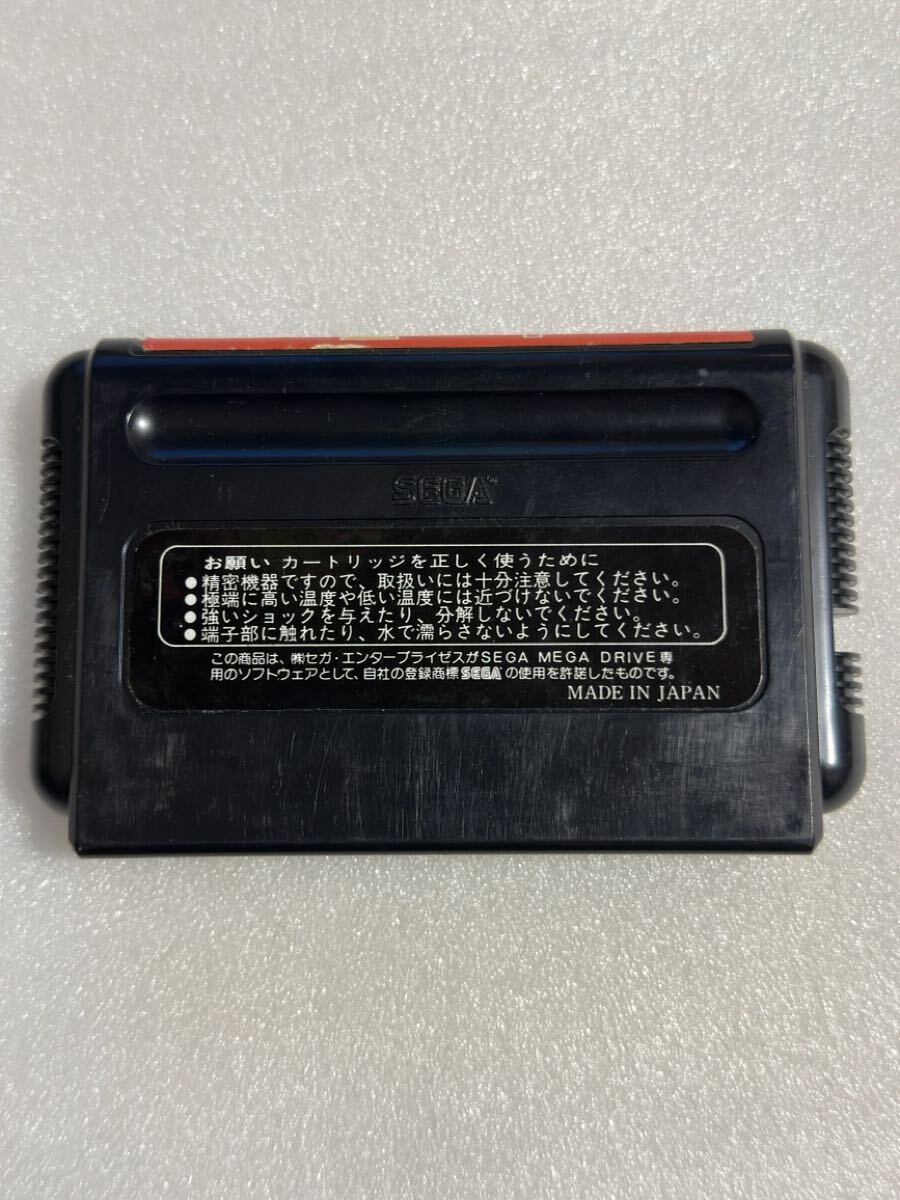 SEGA™
お願い カートリッジを正しく使うために
●精密機器ですので、取扱いには十分注意してください。
●極端に高い温度や低い温度には近づけないでください。
●強いショックを与えたり、分解しないでください。
●端子部に触れたり、水で濡らさないようにしてください。
この商品は、㈱セガ・エンタープライゼスがSEGA MEGA DRIVE専
用のソフトウェアとして、自社の登録商標SEGAの使用を許諾したものです。
MADE IN JAPAN